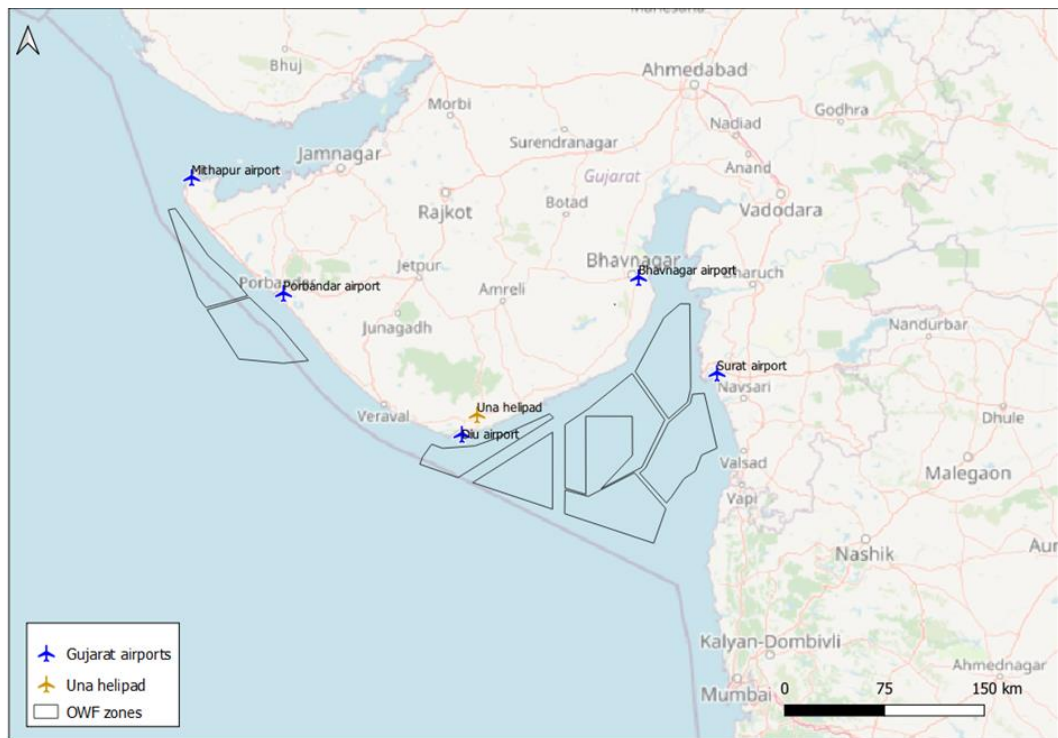 Manesana
Bhuj
Ahmedabad
Morbi
Godhra
Surendranagar
Nadiad
Jamnagar
Anand
Mithapur airport
Gujarat
Rajkot
Botad
Vadodara
Bhavnagar
Bhavnagar airport
Bharuch
Jetpur
Porbandar
Porbandar airport
Amreli
Junagadh
Nandurbar
Surat airport
Navsari
Veraval
Una helipad
Dhule
Diu airport
Valsad
Malegaon
Vapi
Nashik
Aur
Gujarat airports
Una helipad
OWF zones
Kalyan-Dombivli
Mumbai
Ahmednagar
0 75 150 km